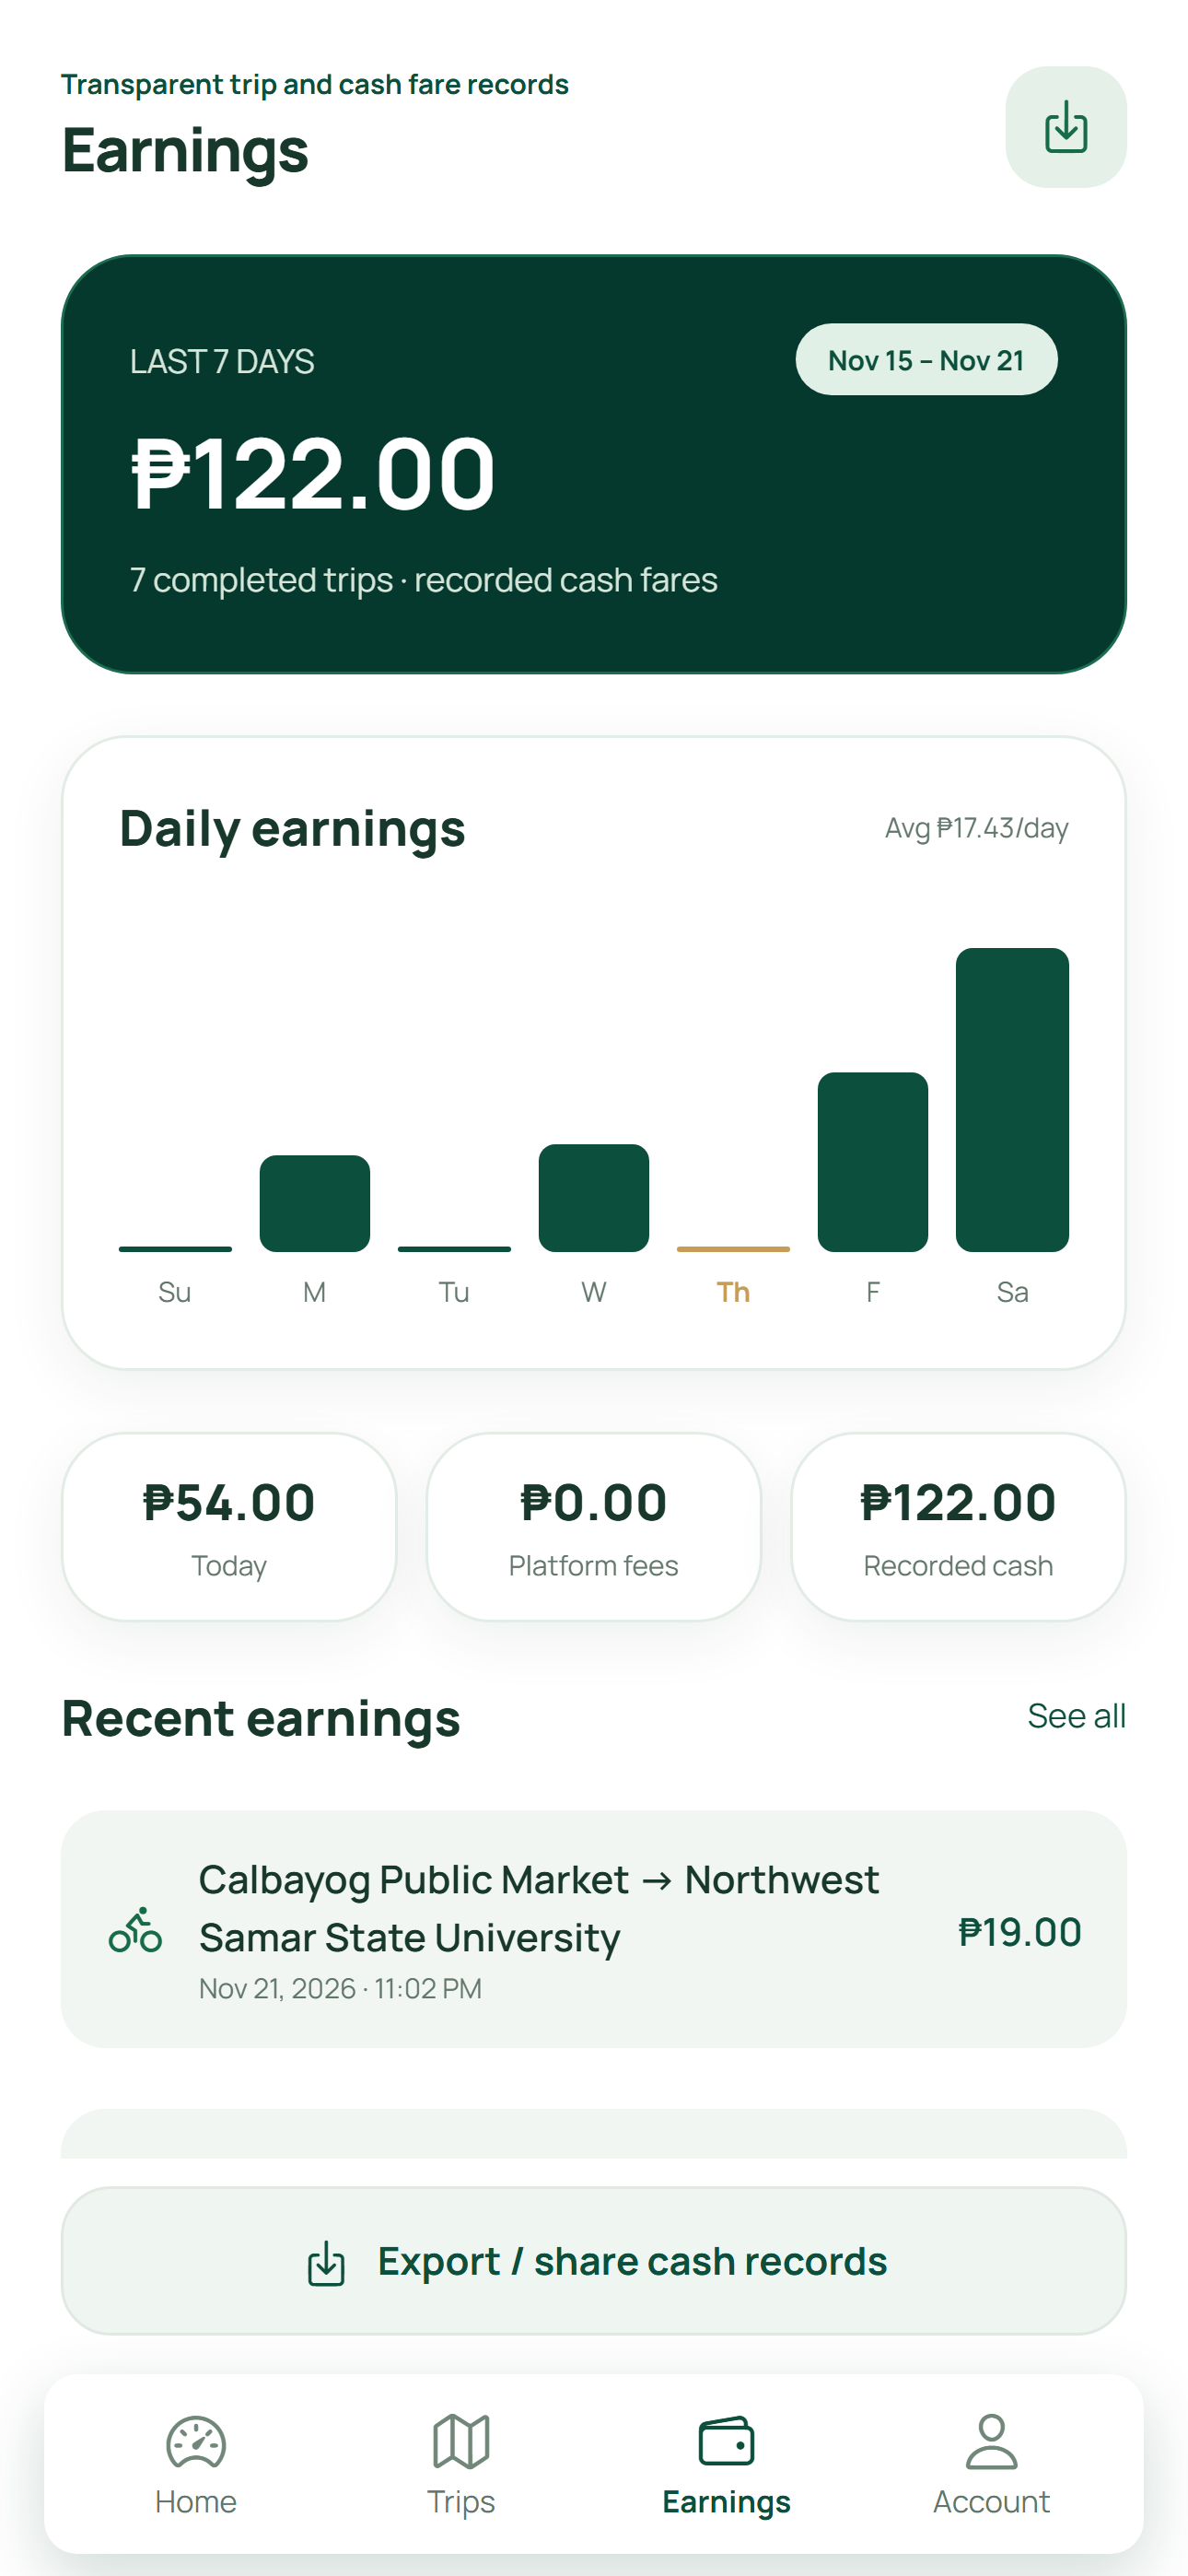 Transparent trip and cash fare records
Earnings
LAST 7 DAYS
Nov 15 – Nov 21
₱122.00
7 completed trips · recorded cash fares
Daily earnings
Avg ₱17.43/day
Su M Tu W Th F Sa
₱54.00 ₱0.00 ₱122.00
Today Platform fees Recorded cash
Recent earnings
See all
Calbayog Public Market → Northwest
Samar State University
₱19.00
Nov 21, 2026 · 11:02 PM
Export / share cash records
Home Trips Earnings Account